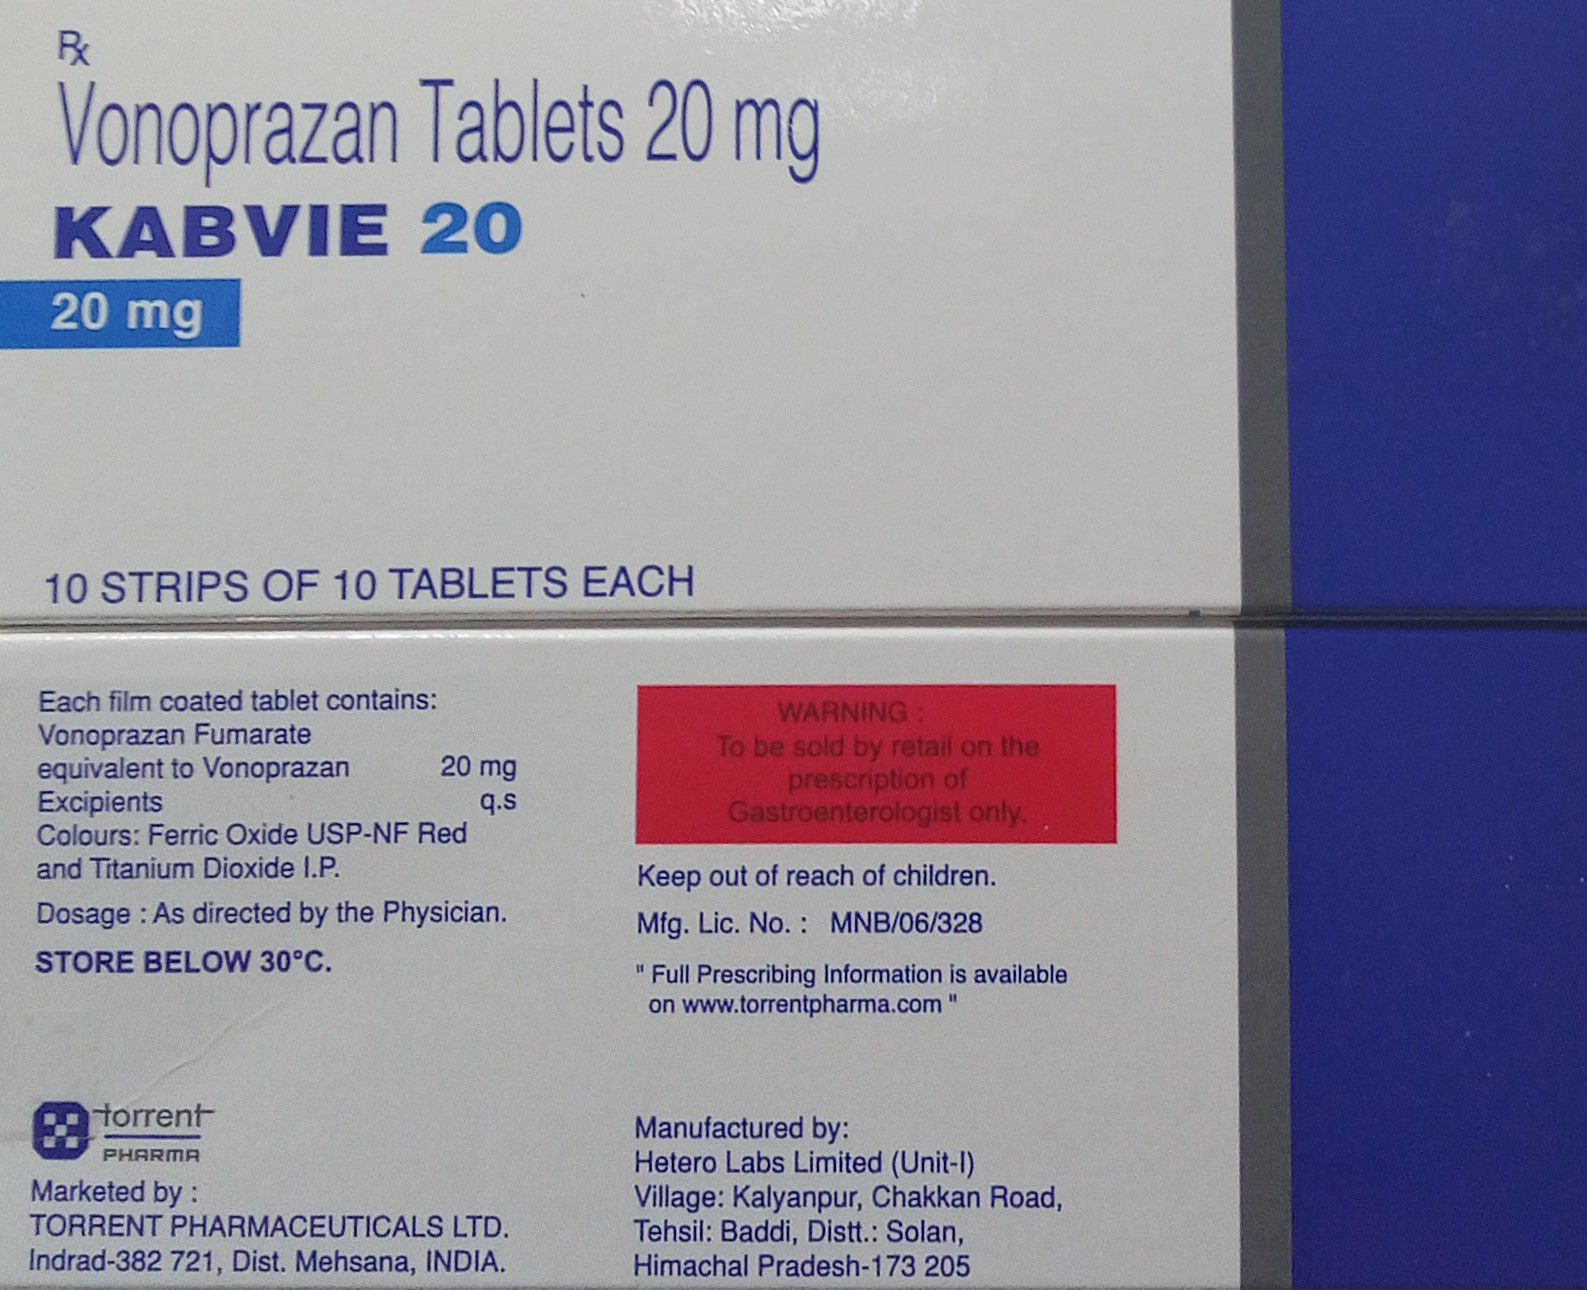 Rx
Vonoprazan Tablets 20 mg
KABVIE 20
20 mg
10 STRIPS OF 10 TABLETS EACH
Each film coated tablet contains:
Vonoprazan Fumarate
equivalent to Vonoprazan 20 mg
Excipients q.s
Colours: Ferric Oxide USP-NF Red
and Titanium Dioxide I.P.
Dosage : As directed by the Physician.
STORE BELOW 30°C.
torrent
PHARMA
Marketed by :
TORRENT PHARMACEUTICALS LTD.
Indrad-382 721, Dist. Mehsana, INDIA.
WARNING :
To be sold by retail on the
prescription of
Gastroenterologist only.
Keep out of reach of children.
Mfg. Lic. No. : MNB/06/328
" Full Prescribing Information is available
on www.torrentpharma.com "
Manufactured by:
Hetero Labs Limited (Unit-I)
Village: Kalyanpur, Chakkan Road,
Tehsil: Baddi, Distt.: Solan,
Himachal Pradesh-173 205